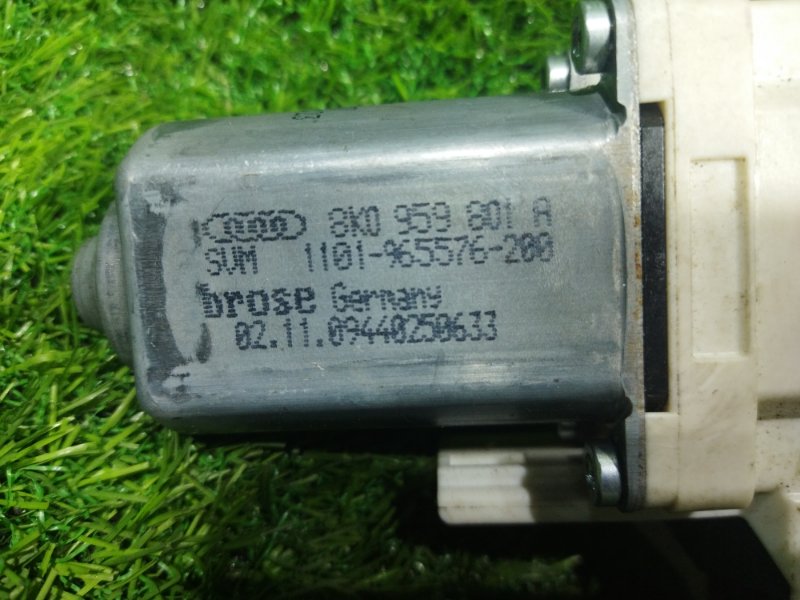 8K0 959 801 A
SVM 1101-965576-200
brose Germany
02.11.09440250633